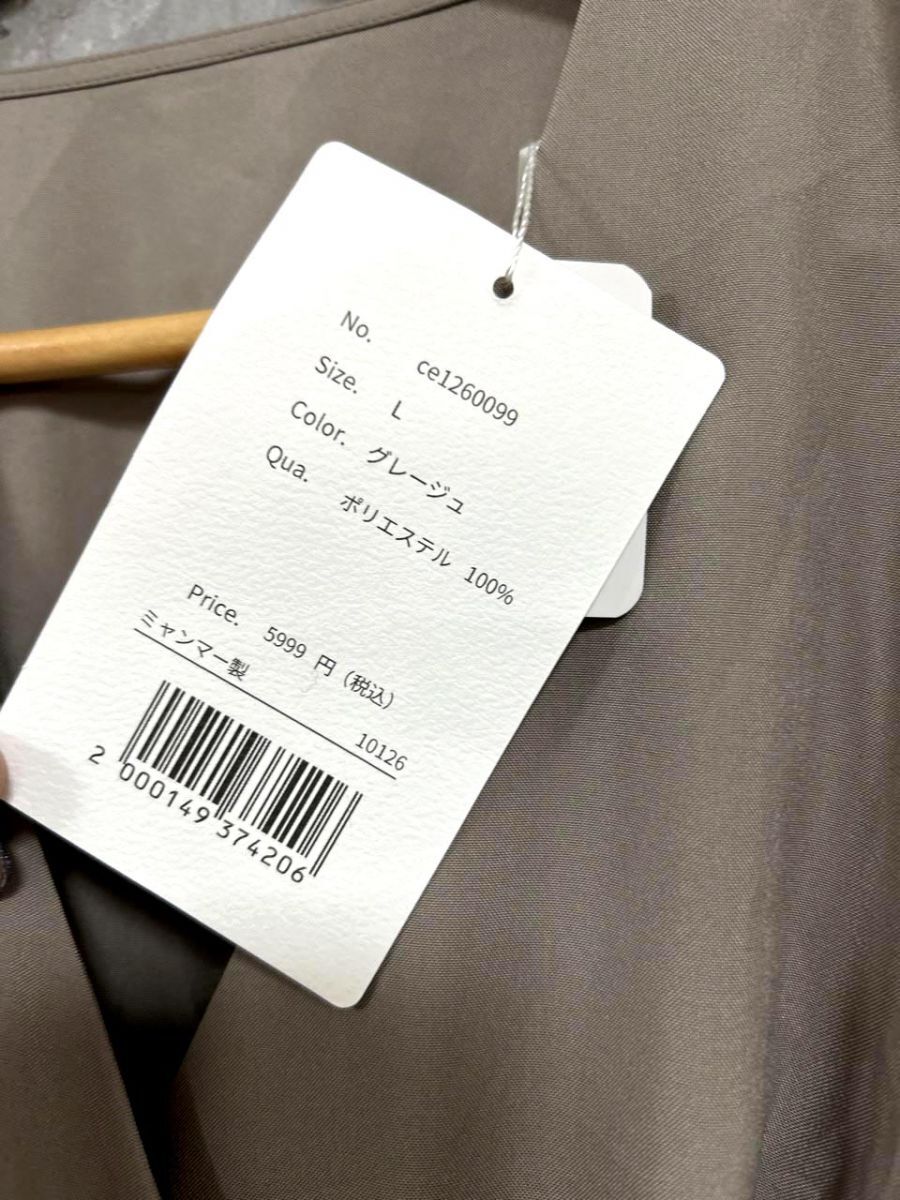 No. ce1260099
Size. L
Color. グレージュ
Qua. ポリエステル 100%
Price. 5999 円（税込）
ミャンマー製
10126
2 000149 374206